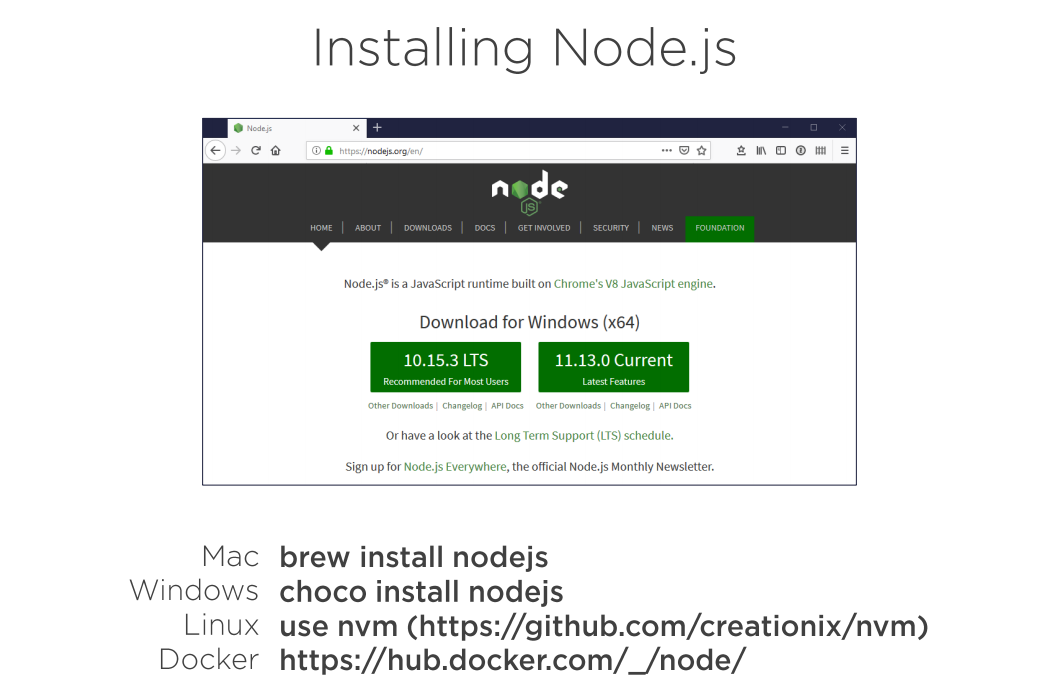 Installing Node.js
Node.js
https://nodejs.org/en/
node
JS
HOME | ABOUT | DOWNLOADS | DOCS | GET INVOLVED | SECURITY | NEWS FOUNDATION
Node.js® is a JavaScript runtime built on Chrome's V8 JavaScript engine.
Download for Windows (x64)
10.15.3 LTS 11.13.0 Current
Recommended For Most Users Latest Features
Other Downloads | Changelog | API Docs Other Downloads | Changelog | API Docs
Or have a look at the Long Term Support (LTS) schedule.
Sign up for Node.js Everywhere, the official Node.js Monthly Newsletter.
Mac brew install nodejs
Windows choco install nodejs
Linux use nvm (https://github.com/creationix/nvm)
Docker https://hub.docker.com/_/node/